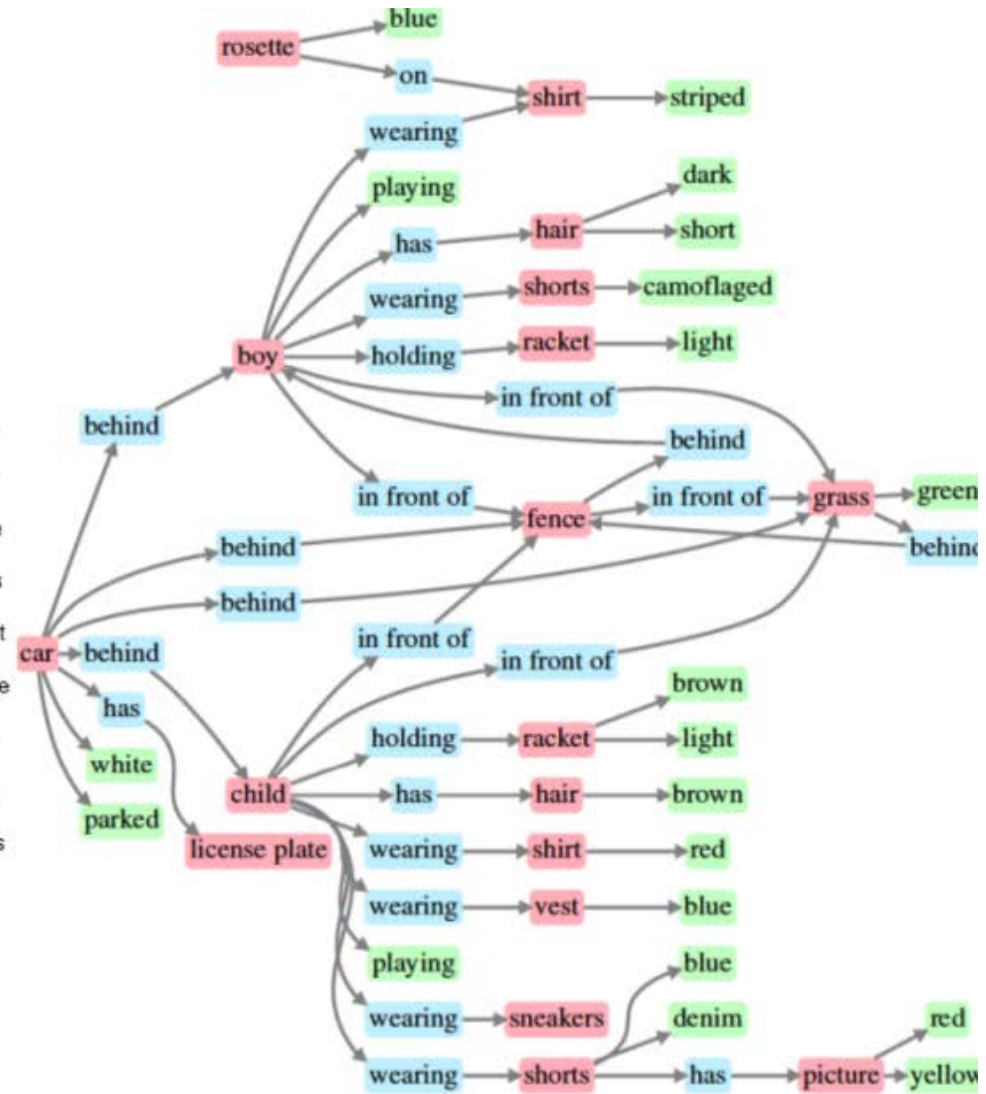 blue
rosette
on
shirt
striped
wearing
dark
playing
has
hair
short
wearing
shorts
camoflaged
boy
holding
racket
light
in front of
behind
behind
in front of
fence
in front of
grass
green
behind
behind
behind
in front of
car
behind
in front of
has
brown
holding
racket
light
white
child
has
hair
brown
parked
license plate
wearing
shirt
red
wearing
vest
blue
playing
blue
wearing
sneakers
denim
red
wearing
shorts
has
picture
yellow